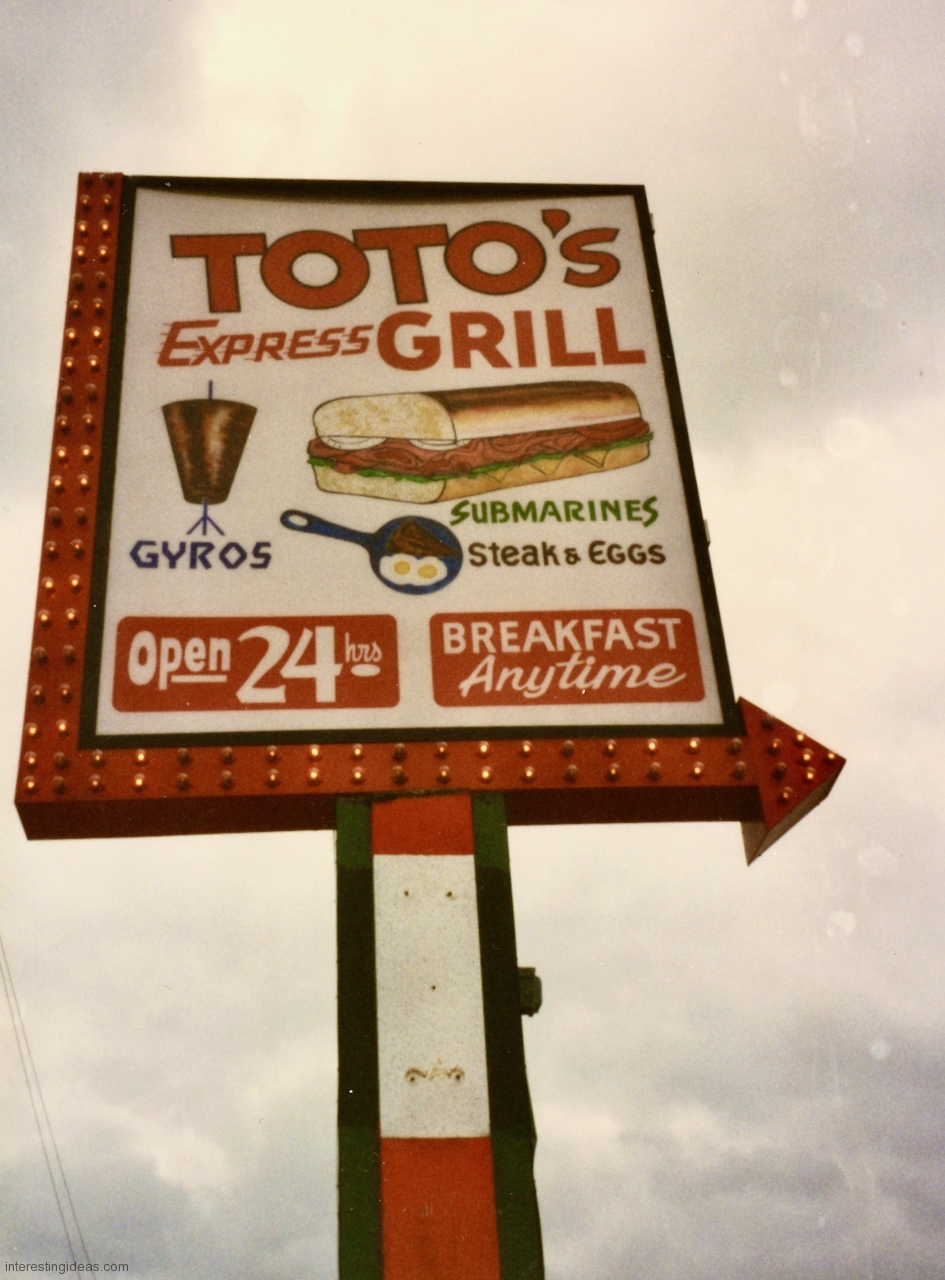 TOTO'S
EXPRESS GRILL
GYROS
SUBMARINES
Steak & EGGS
Open 24 hrs
BREAKFAST
Anytime
interestingideas.com